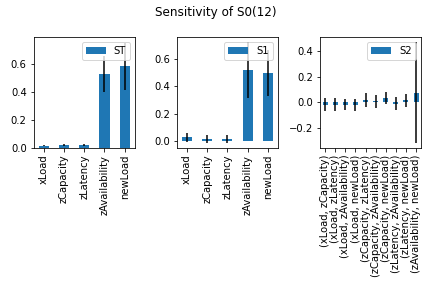 Sensitivity of S0(12)
ST
0.6
0.4
0.2
0.0
xLoad
zCapacity
zLatency
zAvailability
newLoad
S1
0.6
0.4
0.2
0.0
xLoad
zCapacity
zLatency
zAvailability
newLoad
S2
0.4
0.2
0.0
−0.2
(xLoad, zCapacity)
(xLoad, zLatency)
(xLoad, zAvailability)
(xLoad, newLoad)
(zCapacity, zLatency)
(zCapacity, zAvailability)
(zCapacity, newLoad)
(zLatency, zAvailability)
(zLatency, newLoad)
(zAvailability, newLoad)